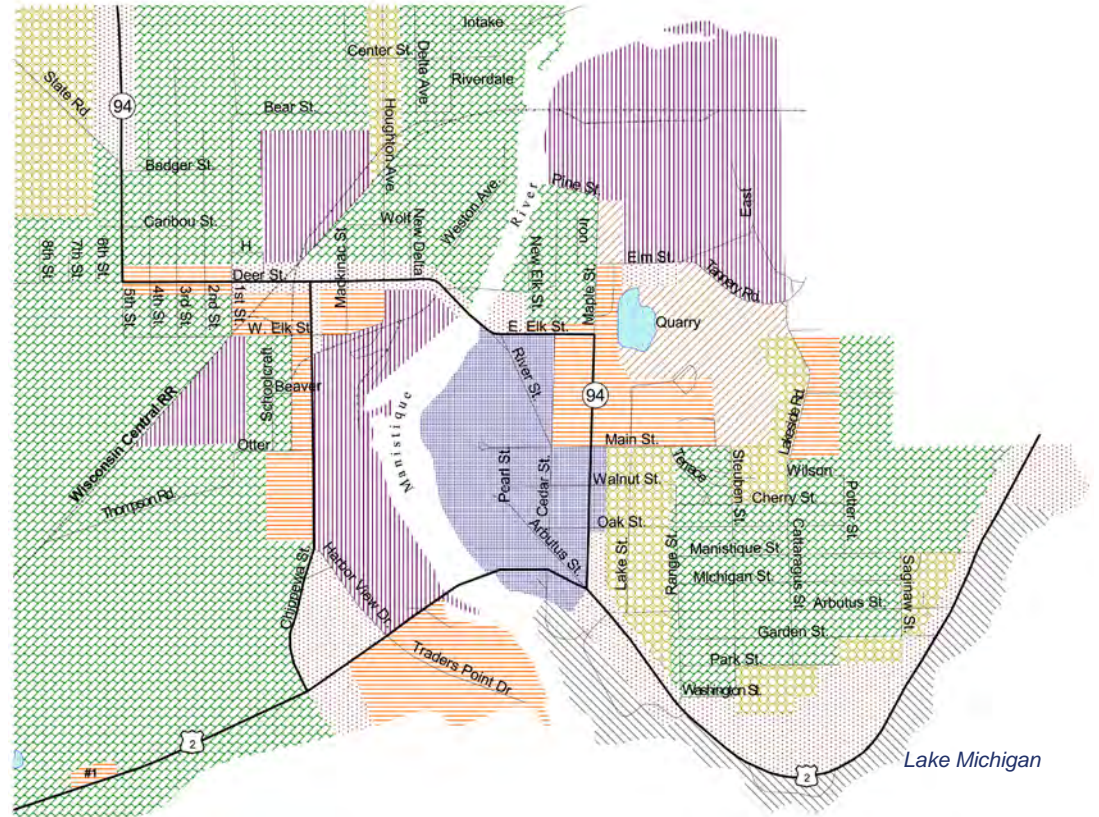 Intake
Center St.
Delta Ave.
Riverdale
State Rd.
94
Bear St.
Houghton Ave.
Badger St.
Pine St.
Weston Ave.
River
East
Caribou St.
Wolf
New Delta
Iron
New Elk St.
H
Mackinac St
Elm St.
Tannery Rd.
8th St.
7th St.
6th St.
Deer St.
5th St.
4th St.
3rd St.
2nd St.
1st St.
Maple St.
W. Elk St.
E. Elk St.
Quarry
River St.
Schoolcraft
Beaver
94
Lakeside Rd.
Manistique
Otter
Main St.
Wisconsin Central RR
Terrace
Steuben St.
Wilson
Pearl St.
Cedar St.
Walnut St.
Cherry St.
Potter St.
Thompson Rd.
Arbutus St.
Oak St.
Cattaragus St.
Lake St.
Range St.
Manistique St.
Harbor View Dr.
Chippewa St.
Michigan St.
Saginaw St.
Arbutus St.
Garden St.
Traders Point Dr
Park St.
Washington St.
2
Lake Michigan
#1
2